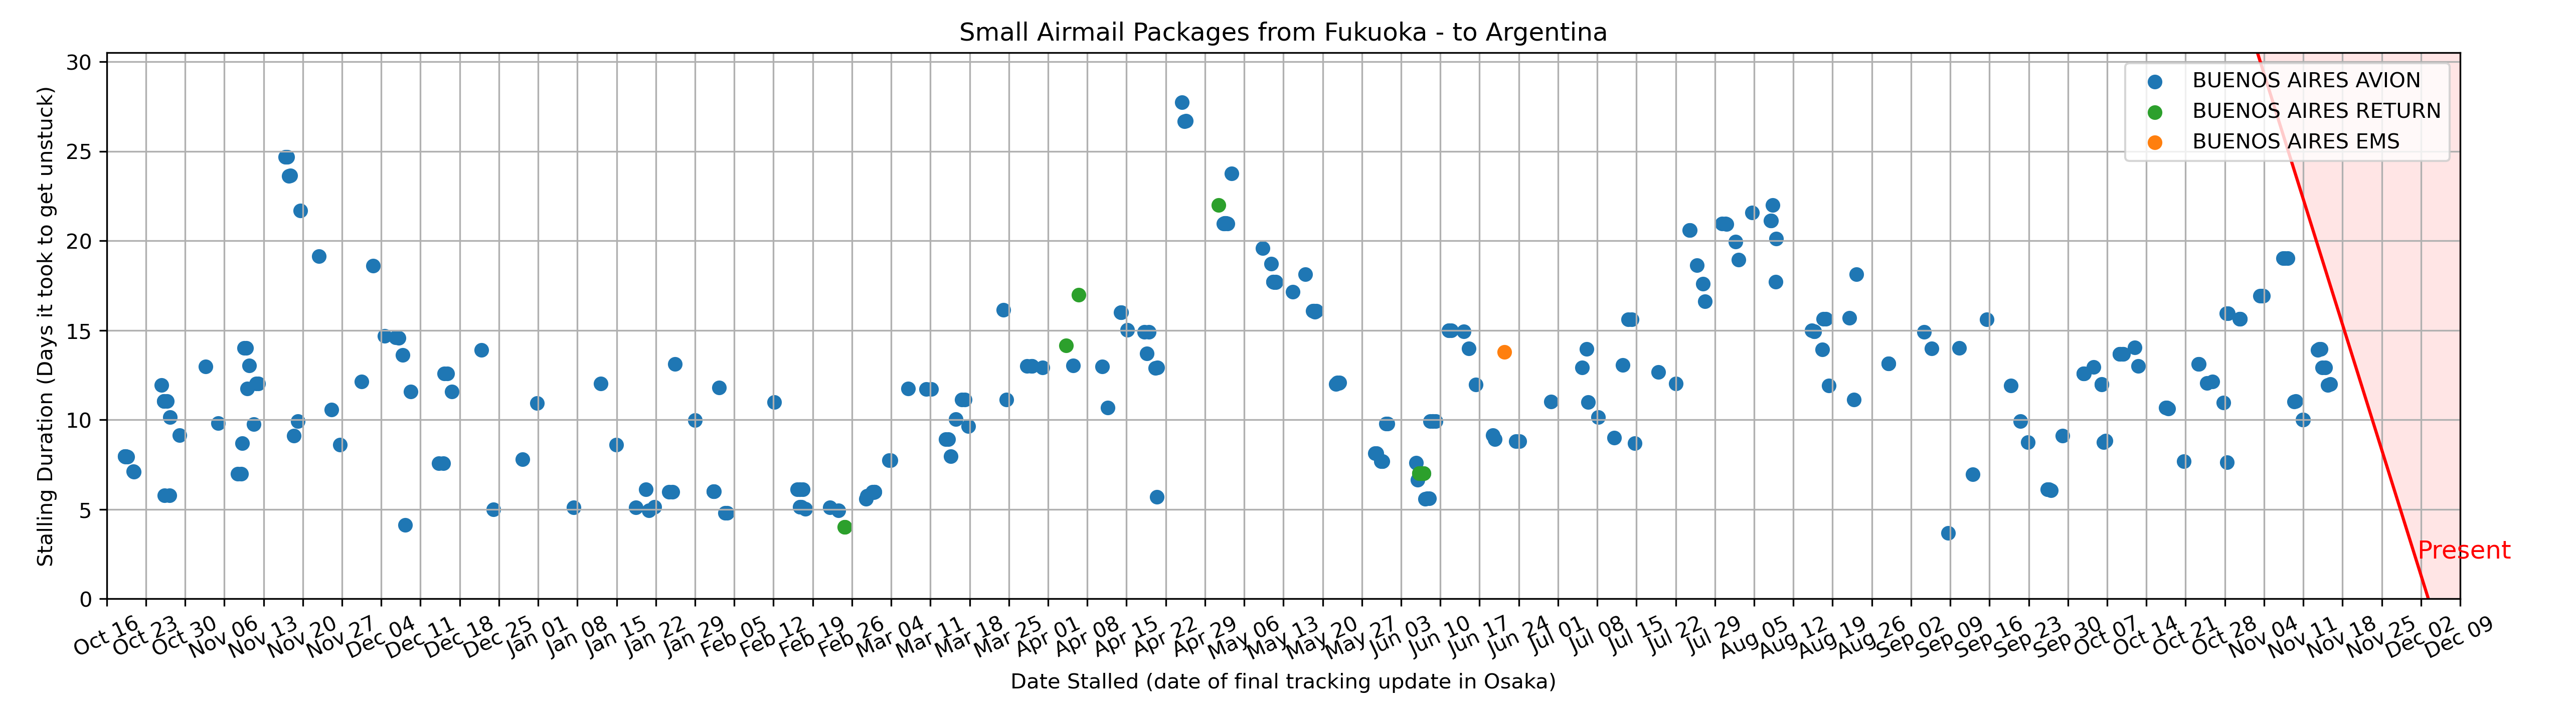 Small Airmail Packages from Fukuoka - to Argentina
Stalling Duration (Days it took to get unstuck)
30
25
20
15
10
5
0
BUENOS AIRES AVION
BUENOS AIRES RETURN
BUENOS AIRES EMS
Present
Oct 16
Oct 23
Oct 30
Nov 06
Nov 13
Nov 20
Nov 27
Dec 04
Dec 11
Dec 18
Dec 25
Jan 01
Jan 08
Jan 15
Jan 22
Jan 29
Feb 05
Feb 12
Feb 19
Feb 26
Mar 04
Mar 11
Mar 18
Mar 25
Apr 01
Apr 08
Apr 15
Apr 22
Apr 29
May 06
May 13
May 20
May 27
Jun 03
Jun 10
Jun 17
Jun 24
Jul 01
Jul 08
Jul 15
Jul 22
Jul 29
Aug 05
Aug 12
Aug 19
Aug 26
Sep 02
Sep 09
Sep 16
Sep 23
Sep 30
Oct 07
Oct 14
Oct 21
Oct 28
Nov 04
Nov 11
Nov 18
Nov 25
Dec 02
Dec 09
Date Stalled (date of final tracking update in Osaka)